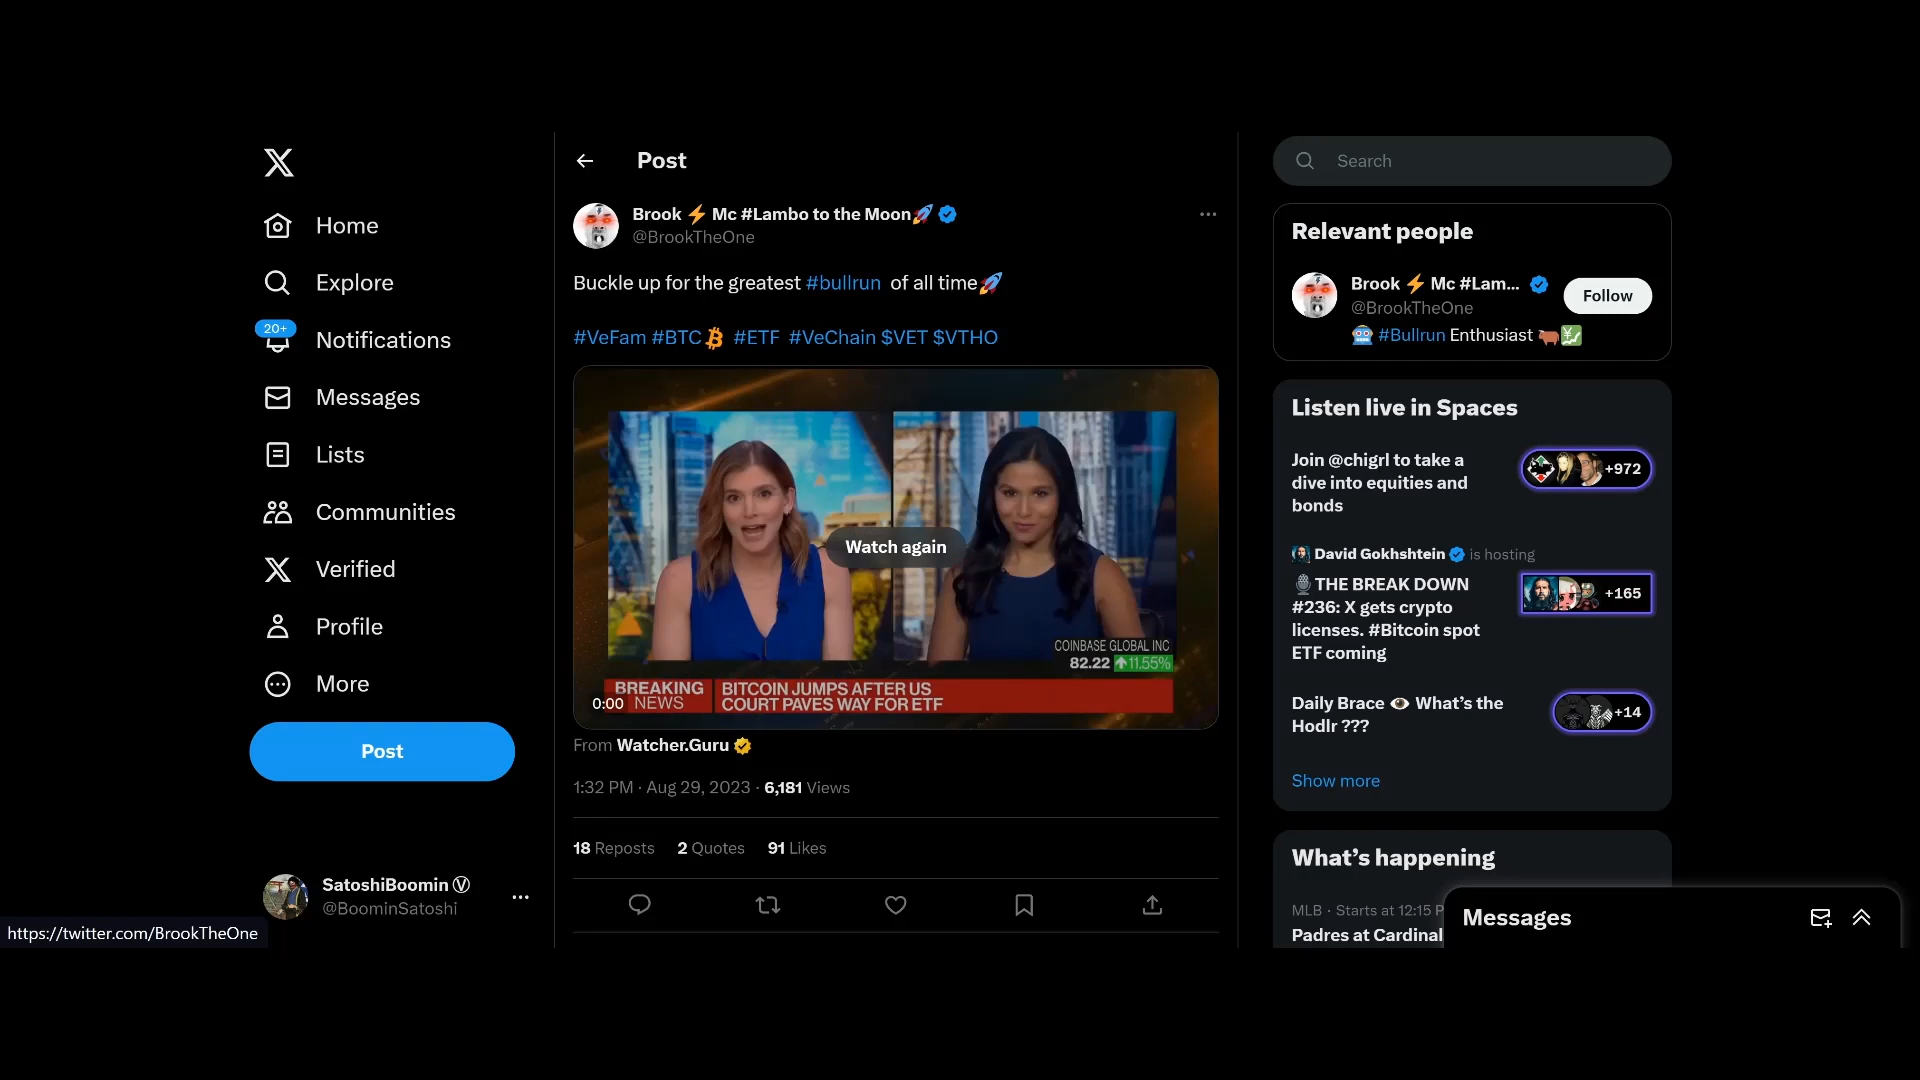 Home
Explore
20+
Notifications
Messages
Lists
Communities
Verified
Profile
More
Post
SatoshiBoomin Ⓥ
@BoominSatoshi
https://twitter.com/BrookTheOne
Post
Brook ⚡ Mc #Lambo to the Moon🚀
@BrookTheOne
Buckle up for the greatest #bullrun of all time🚀
#VeFam #BTC #ETF #VeChain $VET $VTHO
Watch again
COINBASE GLOBAL INC
82.22 ↑11.55%
BREAKING NEWS
BITCOIN JUMPS AFTER US
COURT PAVES WAY FOR ETF
0:00
From Watcher.Guru
1:32 PM · Aug 29, 2023 · 6,181 Views
18 Reposts 2 Quotes 91 Likes
Search
Relevant people
Brook ⚡ Mc #Lam...
@BrookTheOne
Follow
🤖 #Bullrun Enthusiast 🐂💹
Listen live in Spaces
Join @chigrl to take a
dive into equities and
bonds
+972
David Gokhshtein is hosting
🎙️THE BREAK DOWN
#236: X gets crypto
licenses. #Bitcoin spot
ETF coming
+165
Daily Brace 👁️ What's the
Hodlr ???
+14
Show more
What's happening
MLB · Starts at 12:15 P
Padres at Cardinal
Messages